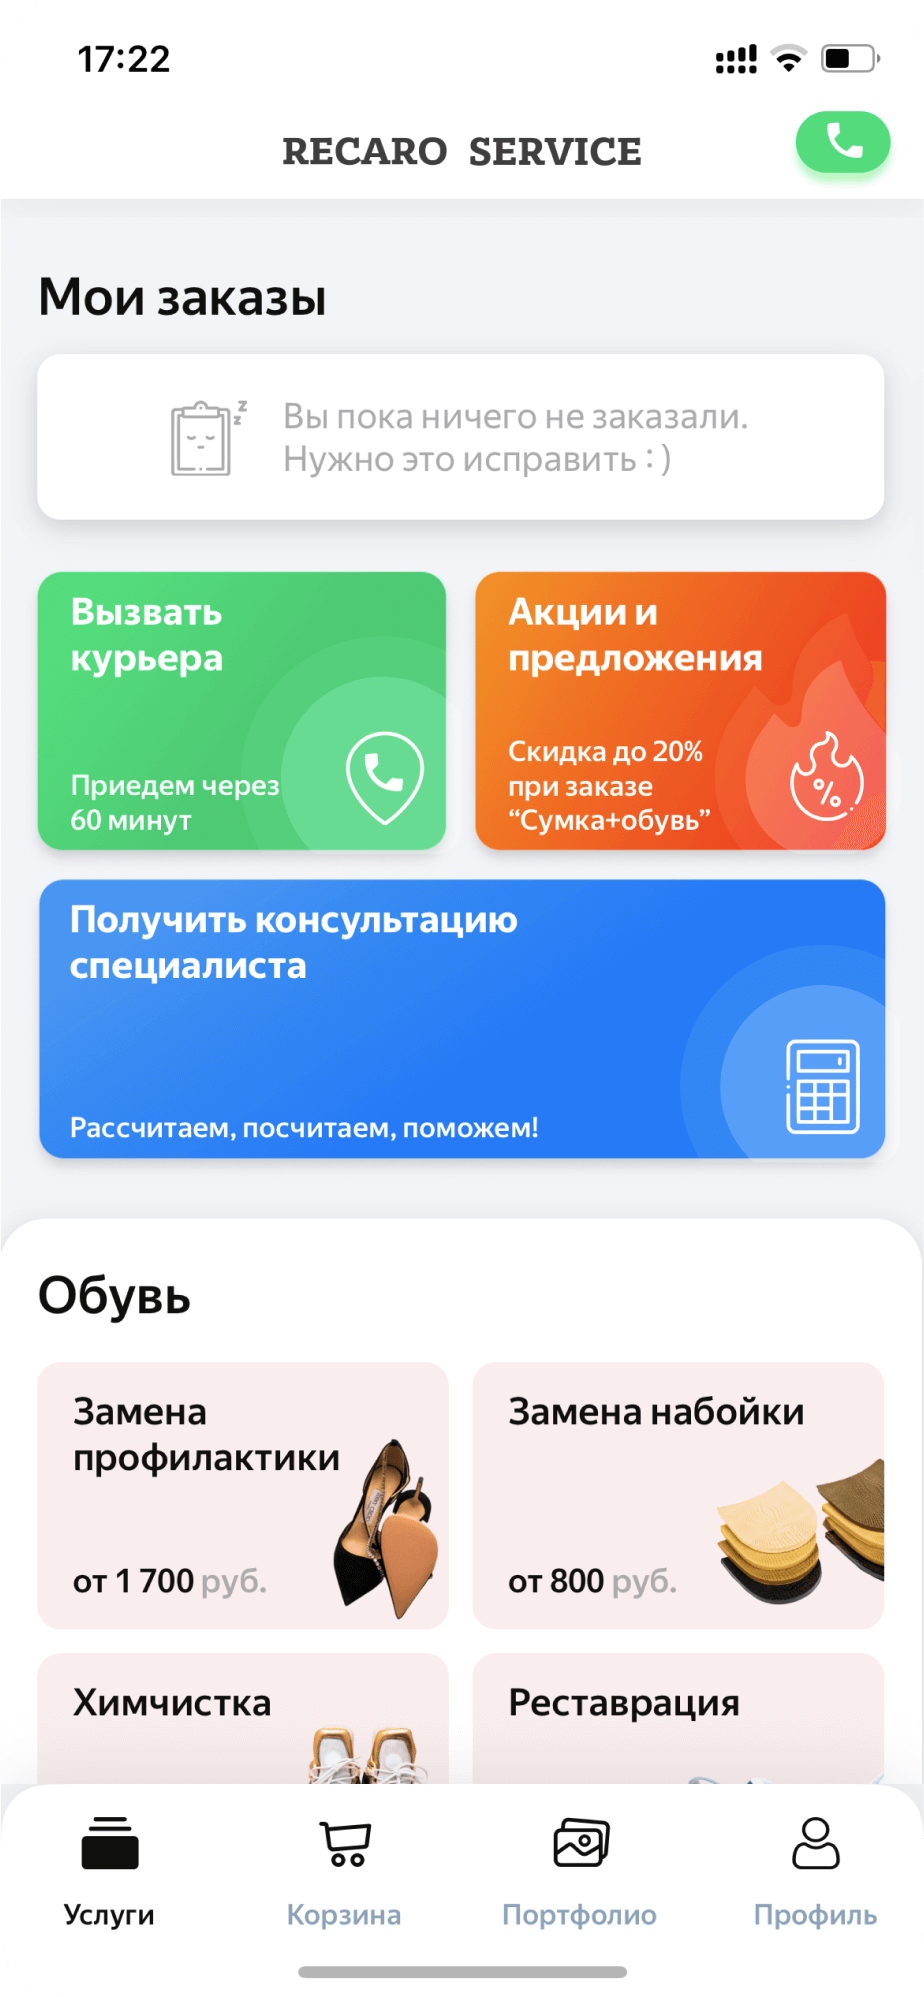 17:22
RECARO SERVICE
Мои заказы
Вы пока ничего не заказали.
Нужно это исправить : )
Вызвать
курьера
Приедем через
60 минут
Акции и
предложения
Скидка до 20%
при заказе
“Сумка+обувь”
%
Получить консультацию
специалиста
Рассчитаем, посчитаем, поможем!
Обувь
Замена
профилактики
от 1 700 руб.
Замена набойки
от 800 руб.
Химчистка
Реставрация
Услуги
Корзина
Портфолио
Профиль